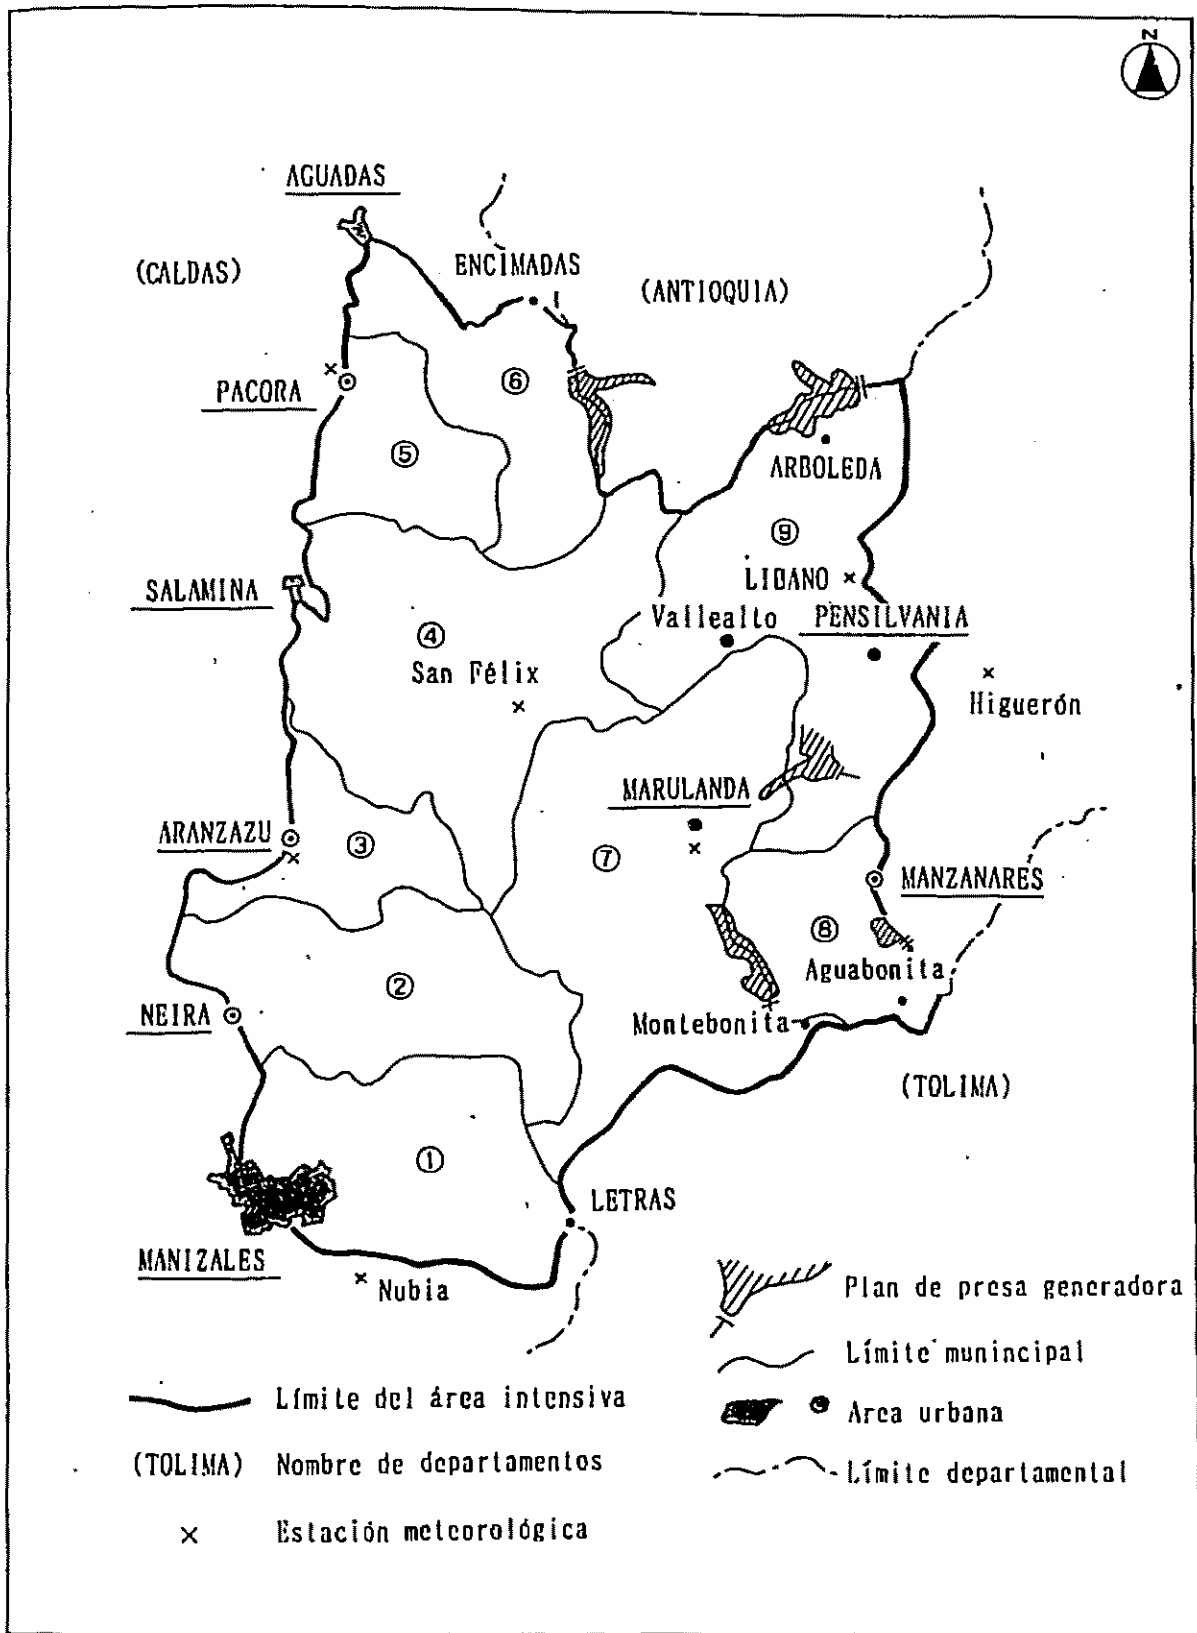 N
AGUADAS
(CALDAS)
ENCIMADAS
(ANTIOQUIA)
PACORA
⑥
⑤
ARBOLEDA
⑨
SALAMINA
LIBANO
Vallealto
PENSILVANIA
④
San Félix
Higuerón
MARULANDA
ARANZAZU
③
⑦
MANZANARES
②
⑧
Aguabonita
NEIRA
Montebonita
(TOLIMA)
①
LETRAS
MANIZALES
Nubia
Plan de presa generadora
Límite munincipal
Límite del área intensiva
Area urbana
(TOLIMA) Nombre de departamentos
Límite departamental
Estación meteorológica